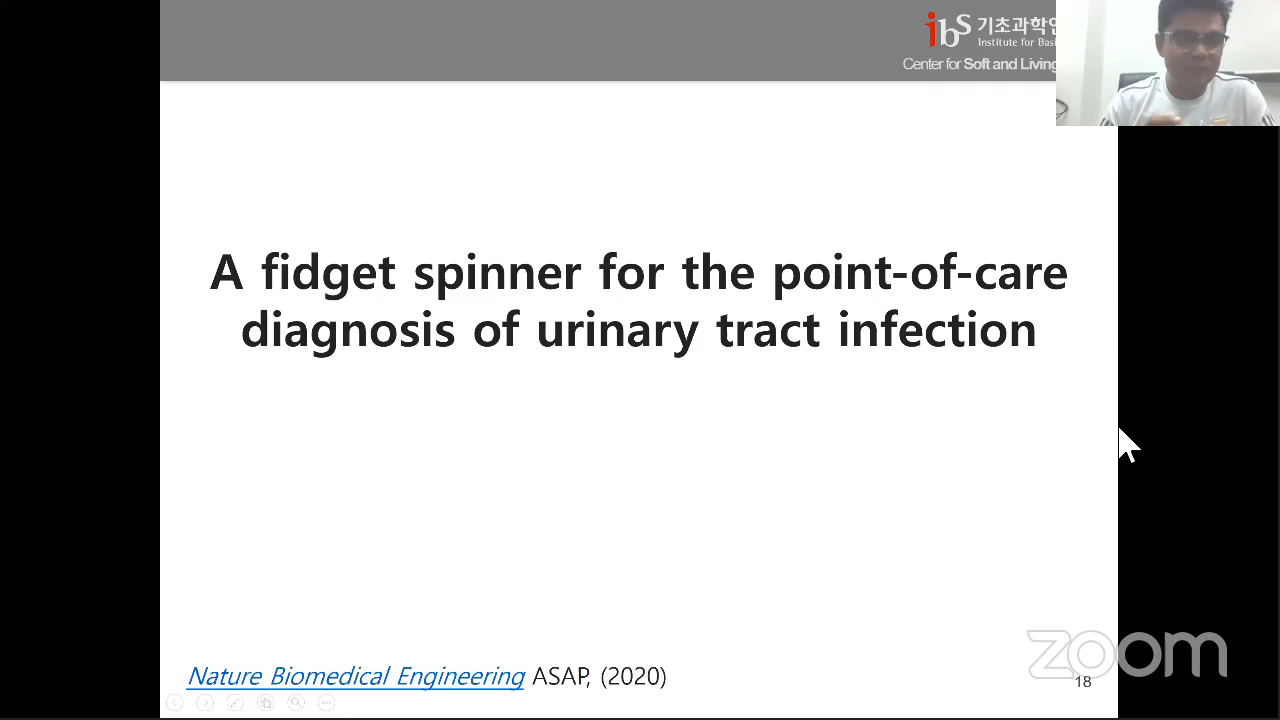 ibs 기초과학연
Institute for Basi
Center for Soft and Living
A fidget spinner for the point-of-care
diagnosis of urinary tract infection
Nature Biomedical Engineering ASAP, (2020)
zoom
18